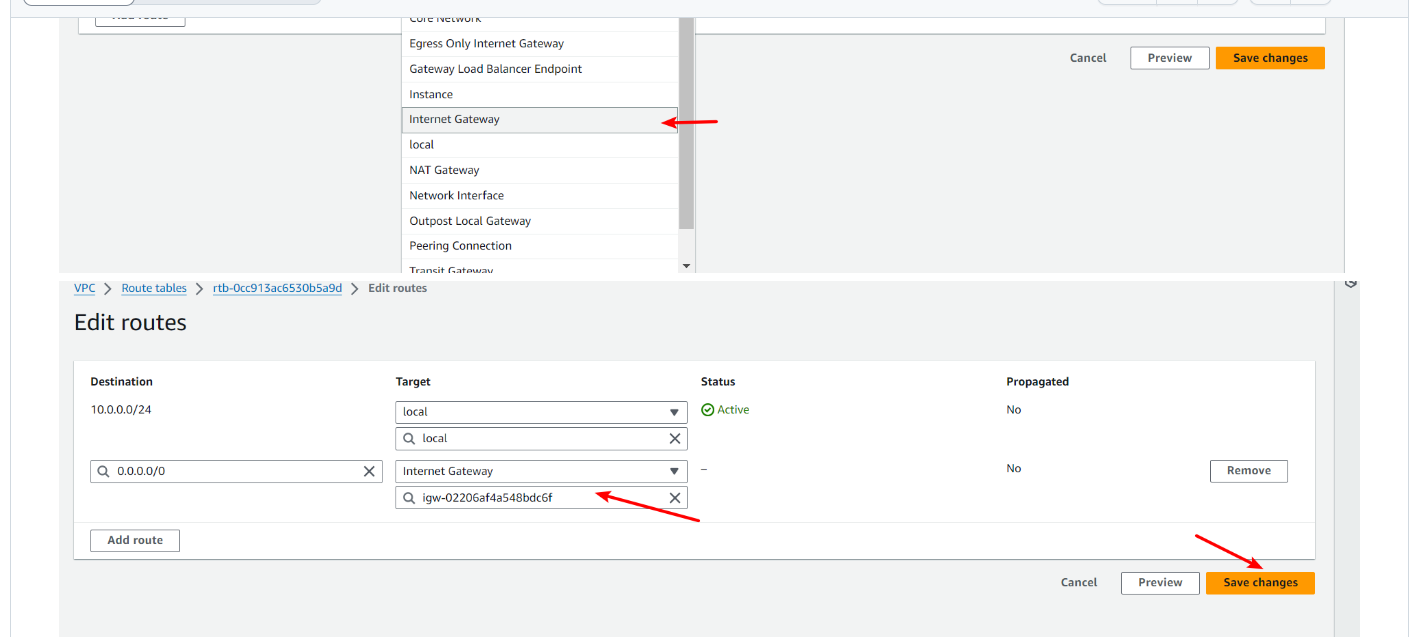 Core Network
Egress Only Internet Gateway
Cancel
Preview
Save changes
Gateway Load Balancer Endpoint
Instance
Internet Gateway
local
NAT Gateway
Network Interface
Outpost Local Gateway
Peering Connection
Transit Gateway
VPC > Route tables > rtb-0cc913ac6530b5a9d > Edit routes
Edit routes
Destination Target Status Propagated
10.0.0.0/24 local Active No
local
0.0.0.0/0 Internet Gateway – No Remove
igw-02206af4a548bdc6f
Add route
Cancel Preview Save changes